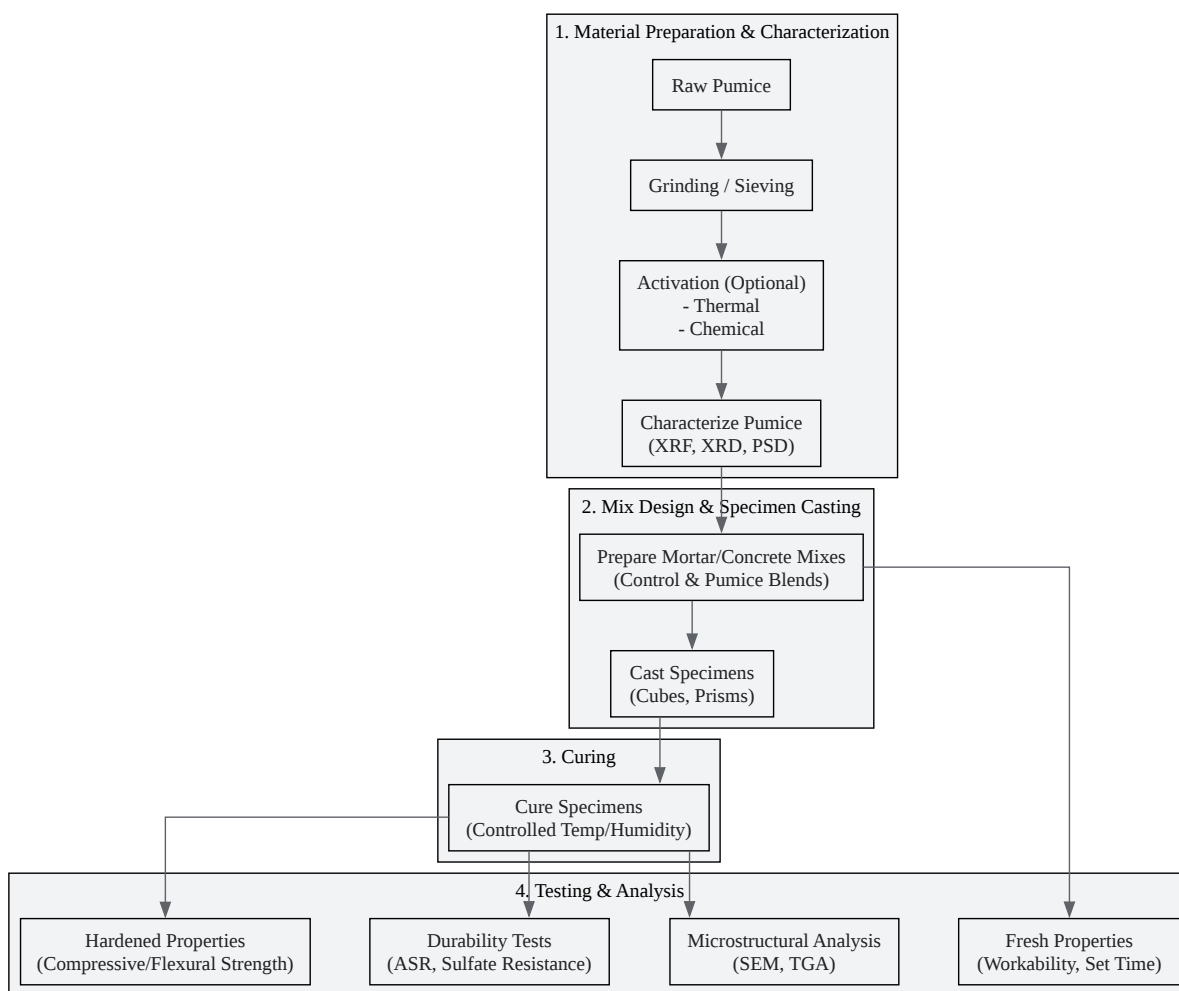 1. Material Preparation & Characterization
Raw Pumice
Grinding / Sieving
Activation (Optional)
- Thermal
- Chemical
Characterize Pumice
(XRF, XRD, PSD)
2. Mix Design & Specimen Casting
Prepare Mortar/Concrete Mixes
(Control & Pumice Blends)
Cast Specimens
(Cubes, Prisms)
3. Curing
Cure Specimens
(Controlled Temp/Humidity)
4. Testing & Analysis
Hardened Properties
(Compressive/Flexural Strength)
Durability Tests
(ASR, Sulfate Resistance)
Microstructural Analysis
(SEM, TGA)
Fresh Properties
(Workability, Set Time)